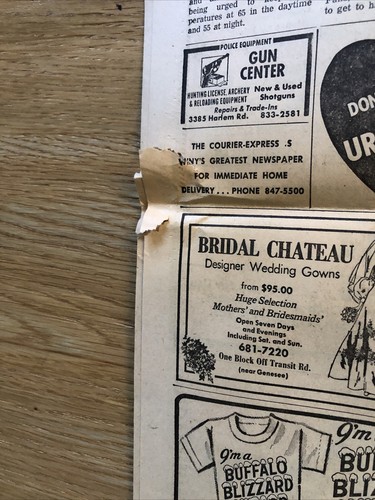 being urged to
peratures at 65 in the daytime
and 55 at night.
to get to
POLICE EQUIPMENT
GUN
CENTER
HUNTING LICENSE, ARCHERY
& RELOADING EQUIPMENT
New & Used
Shotguns
Repairs & Trade-Ins
3385 Harlem Rd. 833-2581
DON
UR
THE COURIER-EXPRESS .S
NY'S GREATEST NEWSPAPER
FOR IMMEDIATE HOME
DELIVERY . . . PHONE 847-5500
BRIDAL CHATEAU
Designer Wedding Gowns
from $95.00
Huge Selection
Mothers' and Bridesmaids'
Open Seven Days
and Evenings
Including Sat. and Sun.
681-7220
One Block Off Transit Rd.
(near Genesee)
I'm a
BUFFALO
BLIZZARD
I'm
BU
BLI